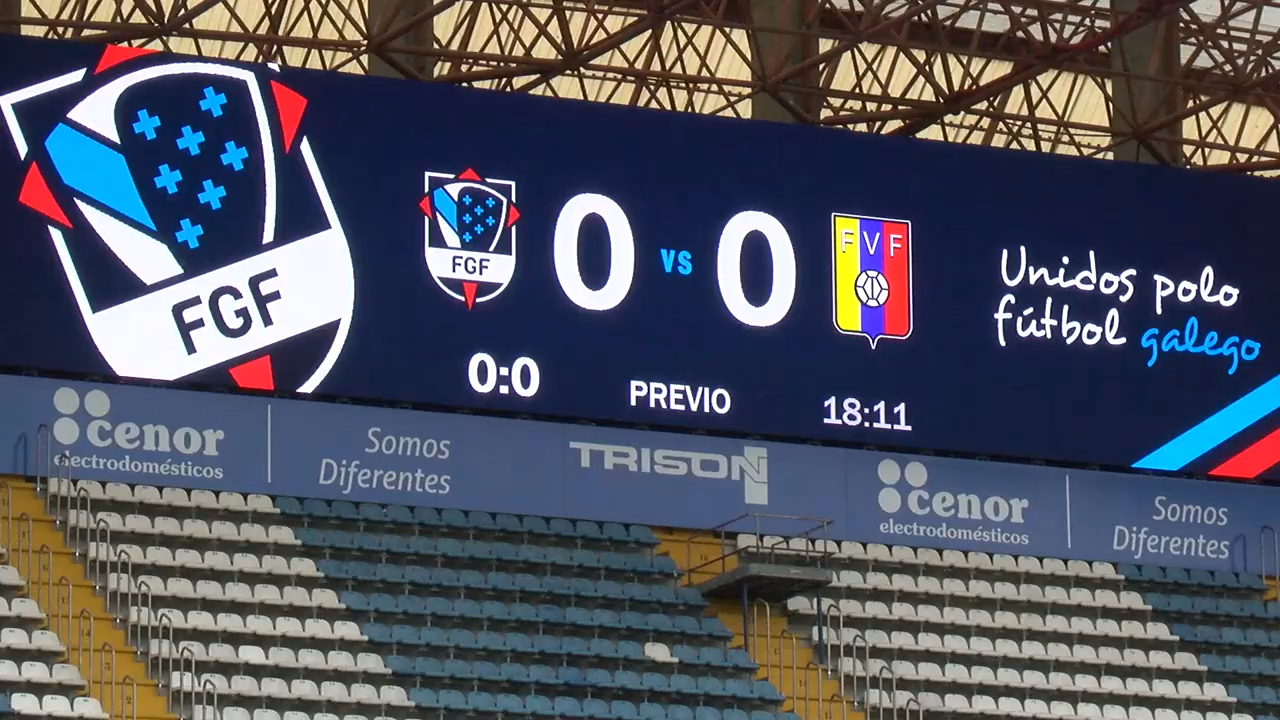 FGF
FGF
0 vs 0
FVF
0:0
PREVIO
18:11
Unidos polo
fútbol galego
cenor
electrodomésticos
Somos
Diferentes
TRISON
cenor
electrodomésticos
Somos
Diferentes